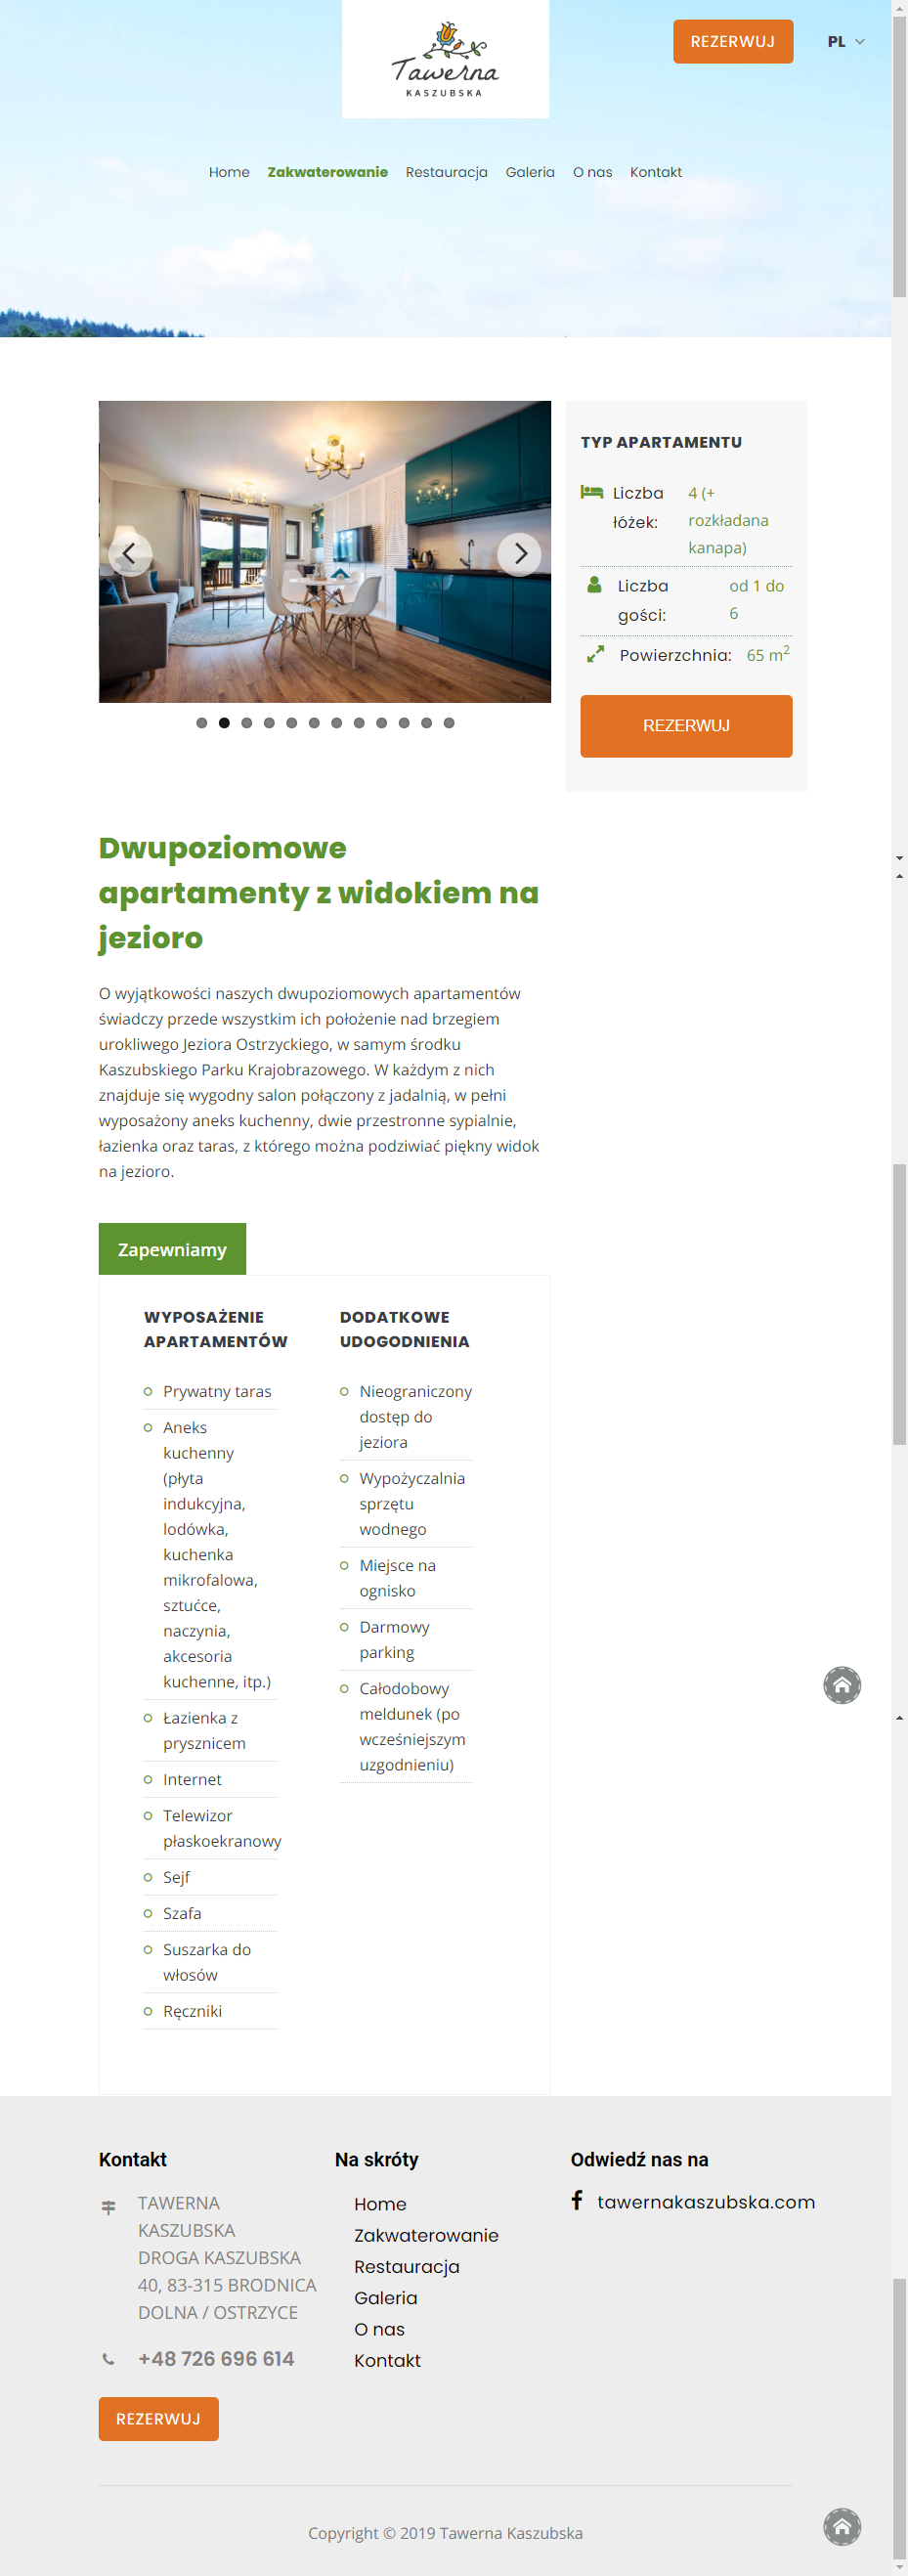 Tawerna
KASZUBSKA
REZERWUJ
PL
Home Zakwaterowanie Restauracja Galeria O nas Kontakt
TYP APARTAMENTU
Liczba łóżek:
4 (+ rozkładana kanapa)
Liczba gości:
od 1 do 6
Powierzchnia: 65 m²
REZERWUJ
Dwupoziomowe
apartamenty z widokiem na
jezioro
O wyjątkowości naszych dwupoziomowych apartamentów
świadczy przede wszystkim ich położenie nad brzegiem
urokliwego Jeziora Ostrzyckiego, w samym środku
Kaszubskiego Parku Krajobrazowego. W każdym z nich
znajduje się wygodny salon połączony z jadalnią, w pełni
wyposażony aneks kuchenny, dwie przestronne sypialnie,
łazienka oraz taras, z którego można podziwiać piękny widok
na jezioro.
Zapewniamy
WYPOSAŻENIE
APARTAMENTÓW
Prywatny taras
Aneks
kuchenny
(płyta
indukcyjna,
lodówka,
kuchenka
mikrofalowa,
sztućce,
naczynia,
akcesoria
kuchenne, itp.)
Łazienka z
prysznicem
Internet
Telewizor
płaskoekranowy
Sejf
Szafa
Suszarka do
włosów
Ręczniki
DODATKOWE
UDOGODNIENIA
Nieograniczony
dostęp do
jeziora
Wypożyczalnia
sprzętu
wodnego
Miejsce na
ognisko
Darmowy
parking
Całodobowy
meldunek (po
wcześniejszym
uzgodnieniu)
Kontakt
TAWERNA
KASZUBSKA
DROGA KASZUBSKA
40, 83-315 BRODNICA
DOLNA / OSTRZYCE
+48 726 696 614
REZERWUJ
Na skróty
Home
Zakwaterowanie
Restauracja
Galeria
O nas
Kontakt
Odwiedź nas na
tawernakaszubska.com
Copyright © 2019 Tawerna Kaszubska